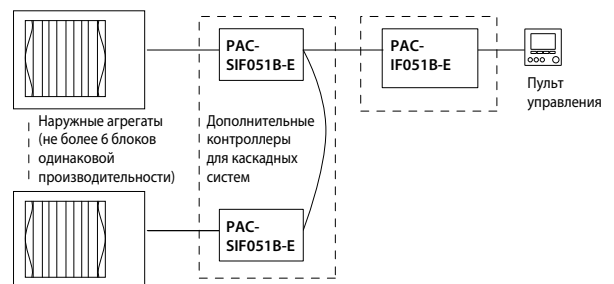 PAC-
SIF051B-E
PAC-
IF051B-E
Пульт
управления
Наружные агрегаты
(не более 6 блоков
одинаковой
производительности)
Дополнительные
контроллеры
для каскадных
систем
PAC-
SIF051B-E